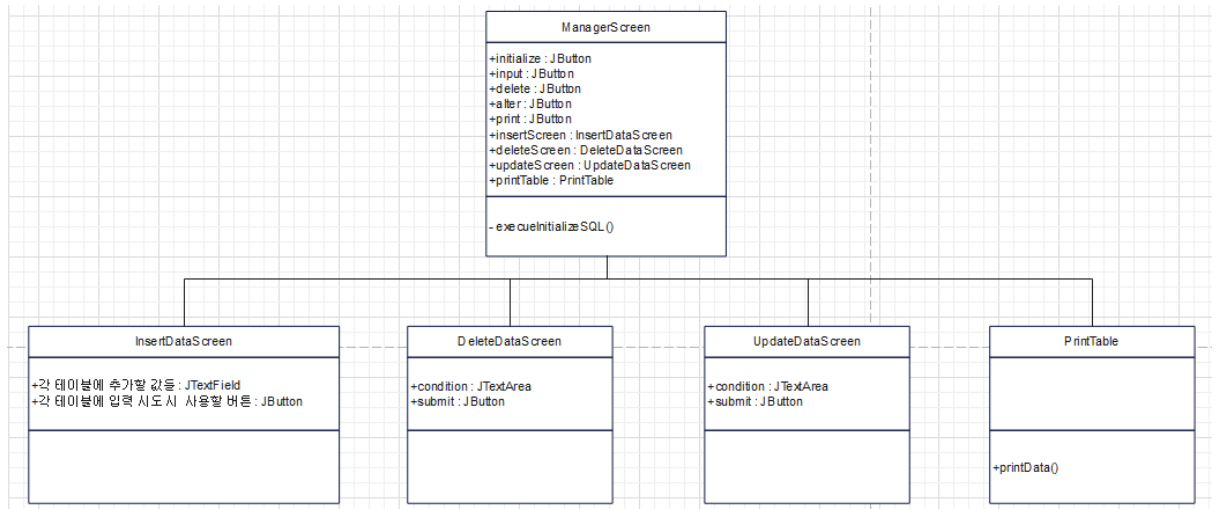 ManagerScreen
+initialize : JButton
+input : JButton
+delete : JButton
+alter : JButton
+print : JButton
+insertScreen : InsertDataScreen
+deleteScreen : DeleteDataScreen
+updateScreen : UpdateDataScreen
+printTable : PrintTable
- execueInitializeSQL()
InsertDataScreen
+각 테이블에 추가할 값들 : JTextField
+각 테이블에 입력 시도시 사용할 버튼 : JButton
DeleteDataScreen
+condition : JTextArea
+submit : JButton
UpdateDataScreen
+condition : JTextArea
+submit : JButton
PrintTable
+printData()